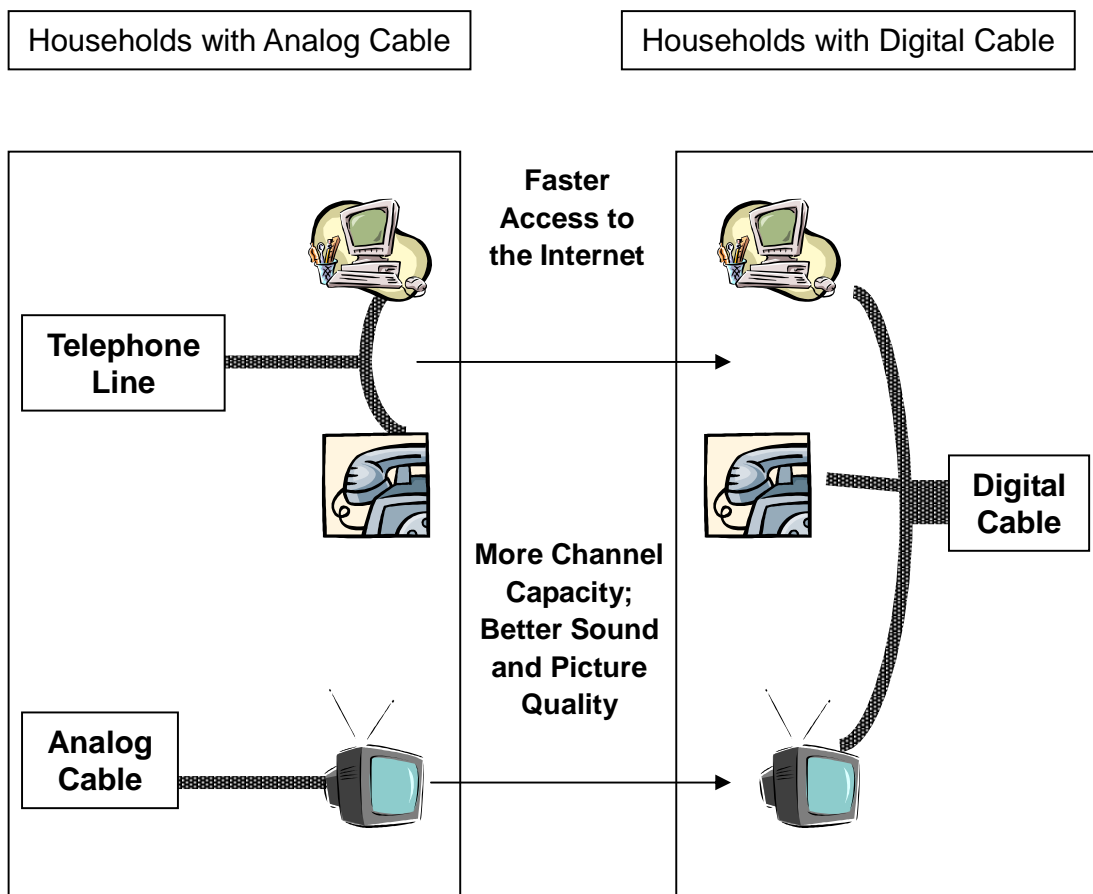 Households with Analog Cable
Households with Digital Cable
Faster
Access to
the Internet
Telephone
Line
Digital
Cable
More Channel
Capacity;
Better Sound
and Picture
Quality
Analog
Cable